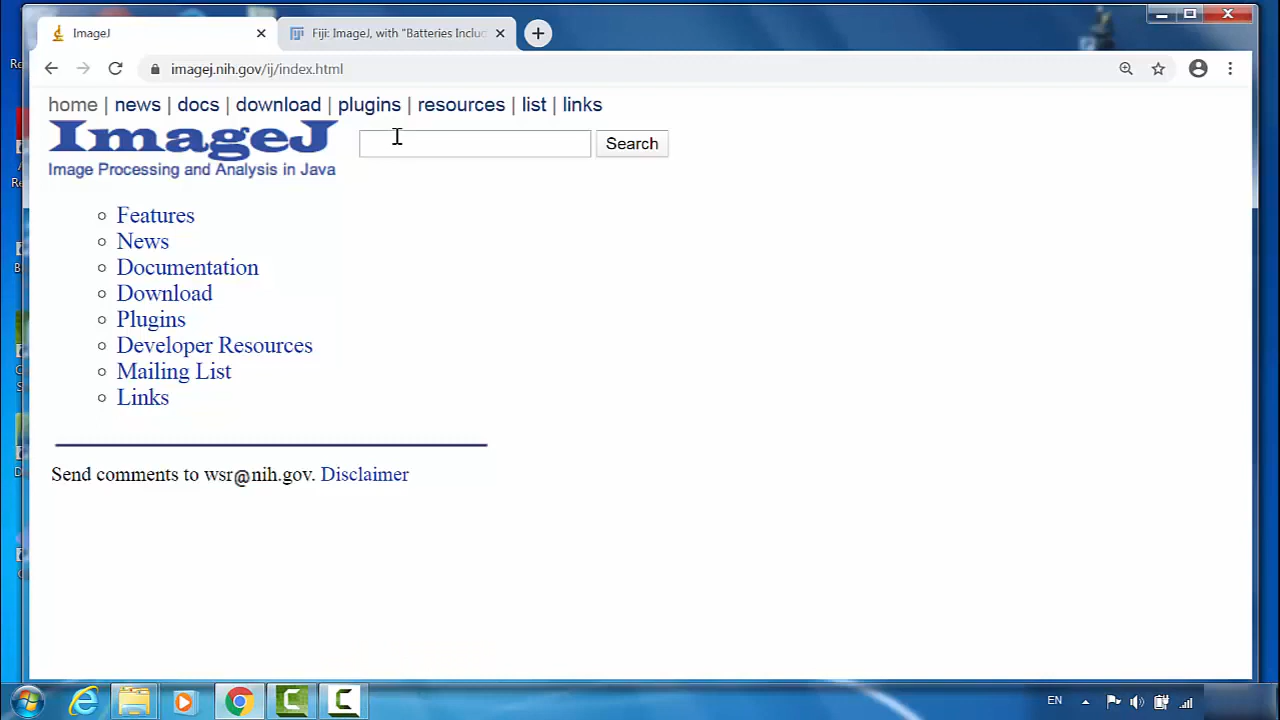 ImageJ
Fiji: ImageJ, with "Batteries Inclu
imagej.nih.gov/ij/index.html
home | news | docs | download | plugins | resources | list | links
ImageJ
Search
Image Processing and Analysis in Java
Features
News
Documentation
Download
Plugins
Developer Resources
Mailing List
Links
Send comments to wsr@nih.gov. Disclaimer
EN